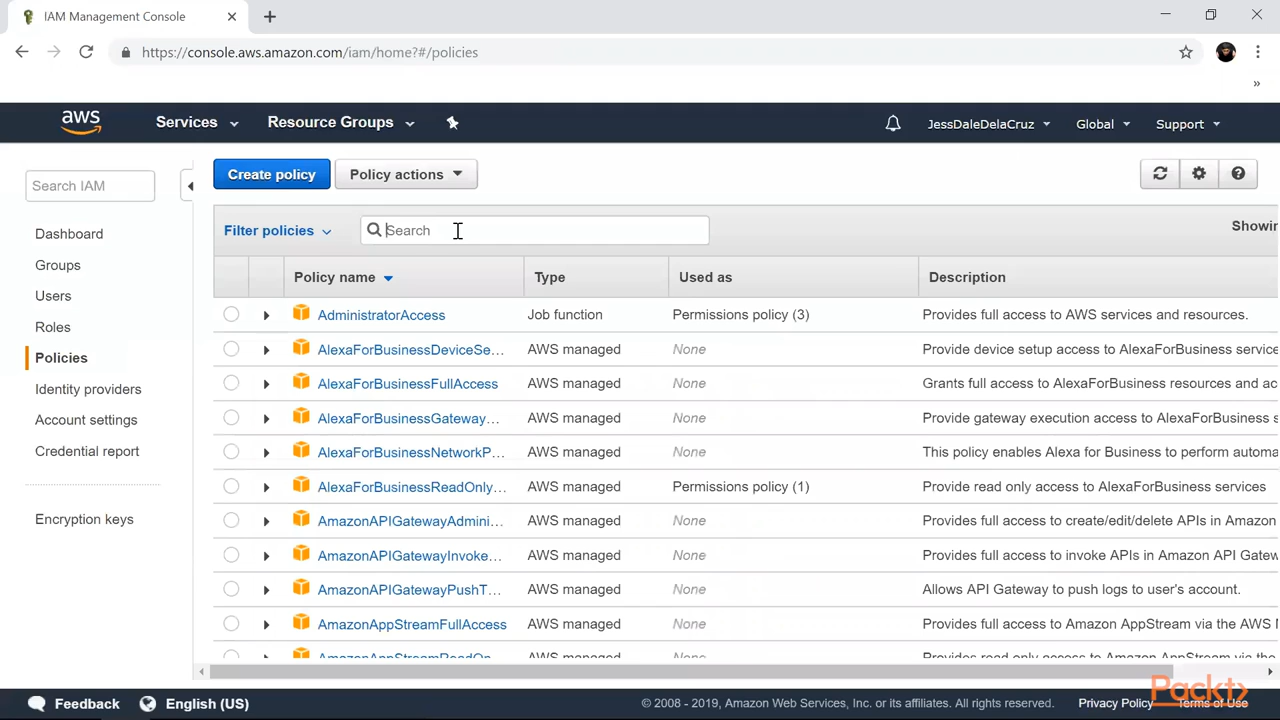 IAM Management Console
https://console.aws.amazon.com/iam/home?#/policies
»
aws
Services
Resource Groups
JessDaleDelaCruz
Global
Support
Search IAM
Dashboard
Groups
Users
Roles
Policies
Identity providers
Account settings
Credential report
Encryption keys
Create policy
Policy actions
Filter policies
Search
Showin
Policy name Type Used as Description
AdministratorAccess Job function Permissions policy (3) Provides full access to AWS services and resources.
AlexaForBusinessDeviceSe... AWS managed None Provide device setup access to AlexaForBusiness service
AlexaForBusinessFullAccess AWS managed None Grants full access to AlexaForBusiness resources and ac
AlexaForBusinessGateway... AWS managed None Provide gateway execution access to AlexaForBusiness s
AlexaForBusinessNetworkP... AWS managed None This policy enables Alexa for Business to perform automa
AlexaForBusinessReadOnly... AWS managed Permissions policy (1) Provide read only access to AlexaForBusiness services
AmazonAPIGatewayAdmini... AWS managed None Provides full access to create/edit/delete APIs in Amazon
AmazonAPIGatewayInvoke... AWS managed None Provides full access to invoke APIs in Amazon API Gatew
AmazonAPIGatewayPushT... AWS managed None Allows API Gateway to push logs to user's account.
AmazonAppStreamFullAccess AWS managed None Provides full access to Amazon AppStream via the AWS M
AmazonAppStreamReadOn... AWS managed None Provides read only access to Amazon AppStream via the
Packt>
Feedback
English (US)
© 2008 - 2019, Amazon Web Services, Inc. or its affiliates. All rights reserved.
Privacy Policy
Terms of Use